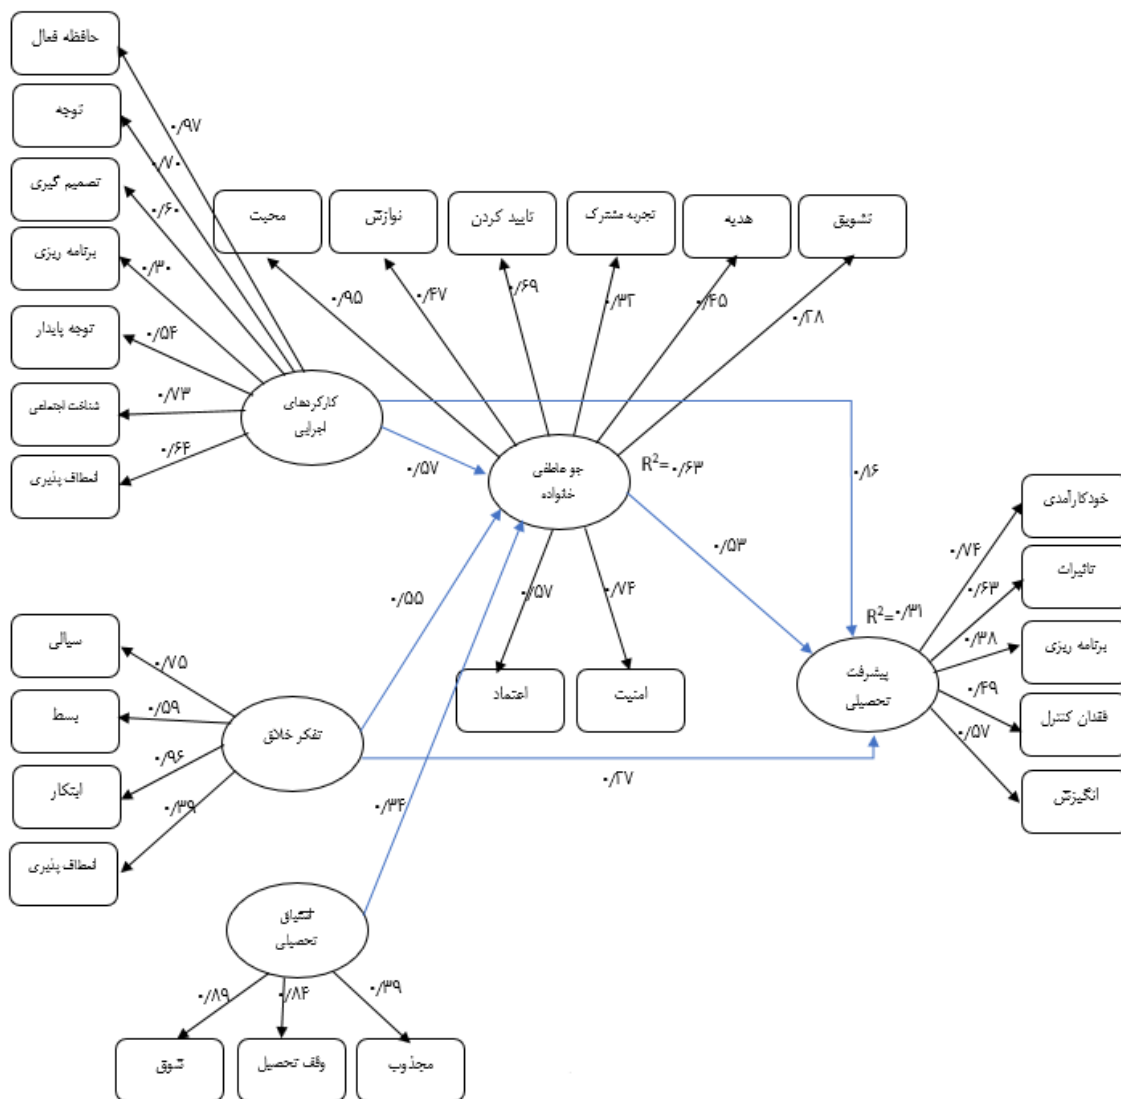 حافظه فعال
توجه
تصمیم گیری
برنامه ریزی
توجه پایدار
شناخت اجتماعی
انعطاف پذیری
۰/۹۷
۰/۷۰
۰/۶۰
۰/۳۰
۰/۵۴
۰/۷۳
۰/۶۴
کارکردهای
اجرایی
محبت
نوازش
تایید کردن
تجربه مشترک
هدیه
تشویق
۰/۹۵
۰/۴۷
۰/۶۹
۰/۳۲
۰/۴۵
۰/۲۸
۰/۵۷
جو عاطفی
خانواده
R²= ۰/۶۳
۰/۱۶
۰/۵۳
۰/۵۵
۰/۵۷
۰/۷۴
اعتماد
امنیت
R²= ۰/۳۱
پیشرفت
تحصیلی
۰/۷۴
۰/۶۳
۰/۳۸
۰/۴۹
۰/۵۷
خودکارآمدی
تاثیرات
برنامه ریزی
فقدان کنترل
انگیزش
سیالی
بسط
ابتکار
انعطاف پذیری
۰/۷۵
۰/۵۹
۰/۹۶
۰/۳۹
تفکر خلاق
۰/۲۷
۰/۳۴
اشتیاق
تحصیلی
۰/۸۹
۰/۸۴
۰/۳۹
شوق
وقف تحصیل
مجذوب